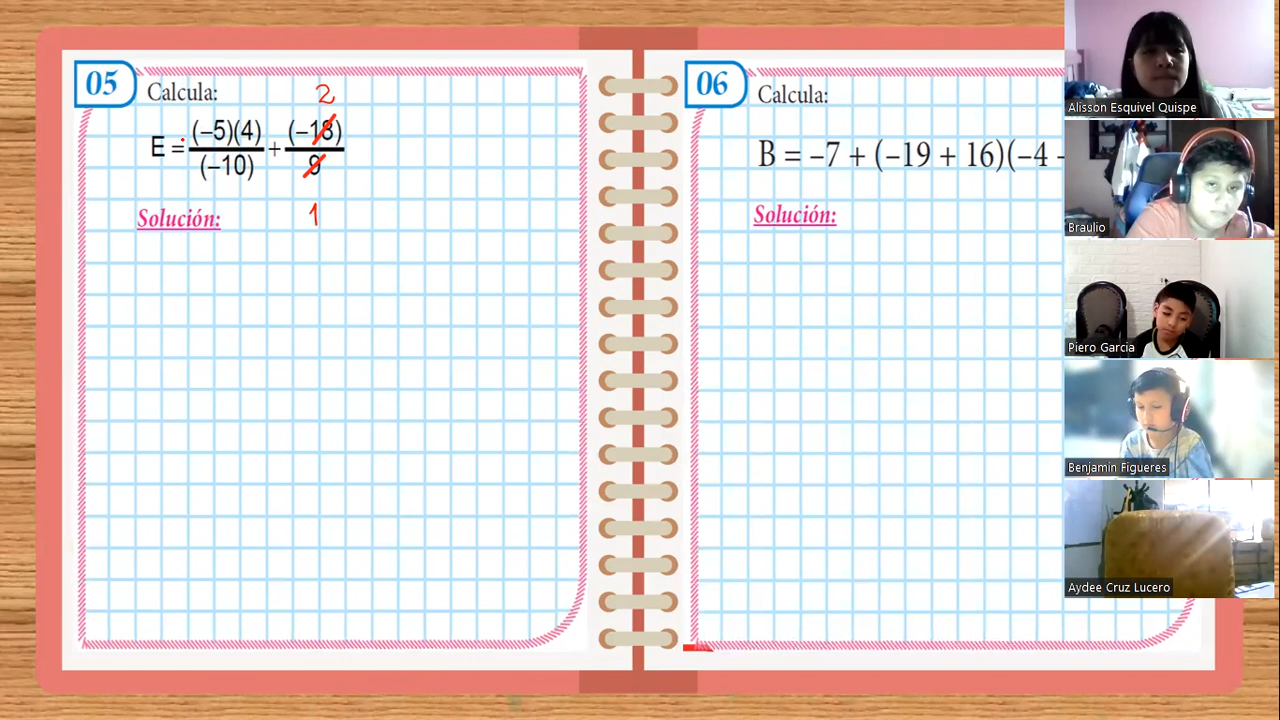 05
Calcula:
2
E = (–5)(4)/(–10) + (–18)/9
1
Solución:
06
Calcula:
B = –7 + (–19 + 16)(–4 -
Solución:
Alisson Esquivel Quispe
Braulio
Piero Garcia
Benjamin Figueres
Aydee Cruz Lucero